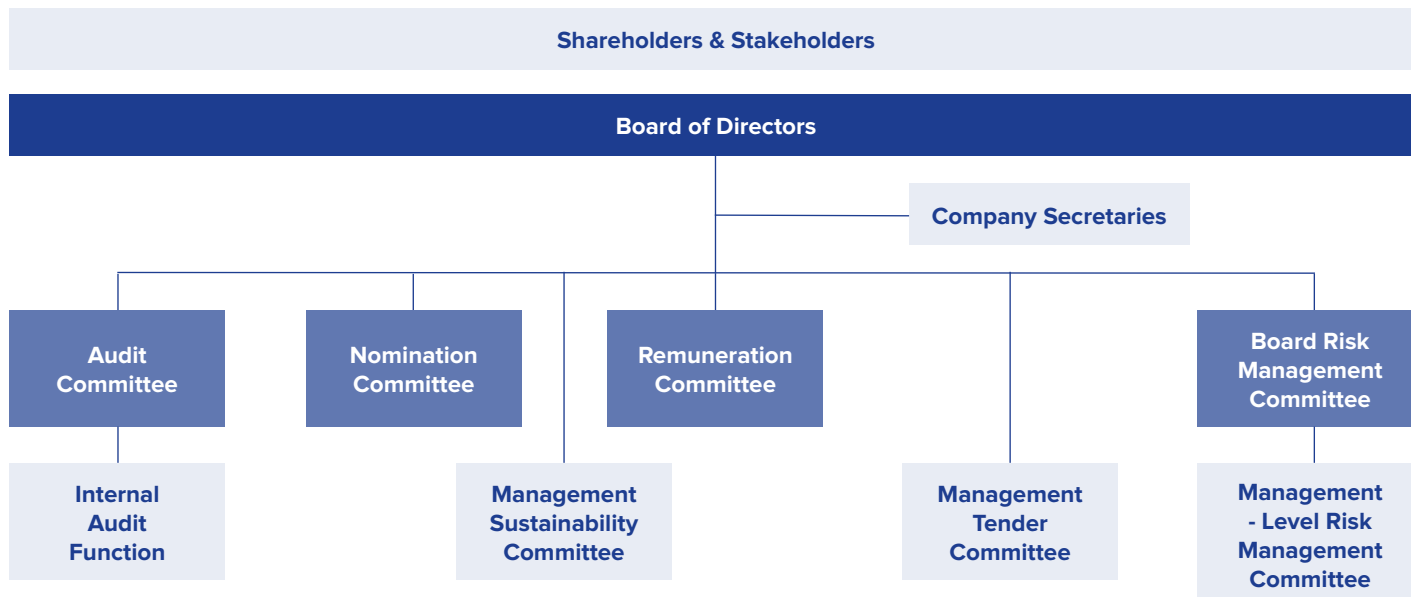 Shareholders & Stakeholders
Board of Directors
Company Secretaries
Audit
Committee
Nomination
Committee
Remuneration
Committee
Board Risk
Management
Committee
Internal
Audit
Function
Management
Sustainability
Committee
Management
Tender
Committee
Management
- Level Risk
Management
Committee